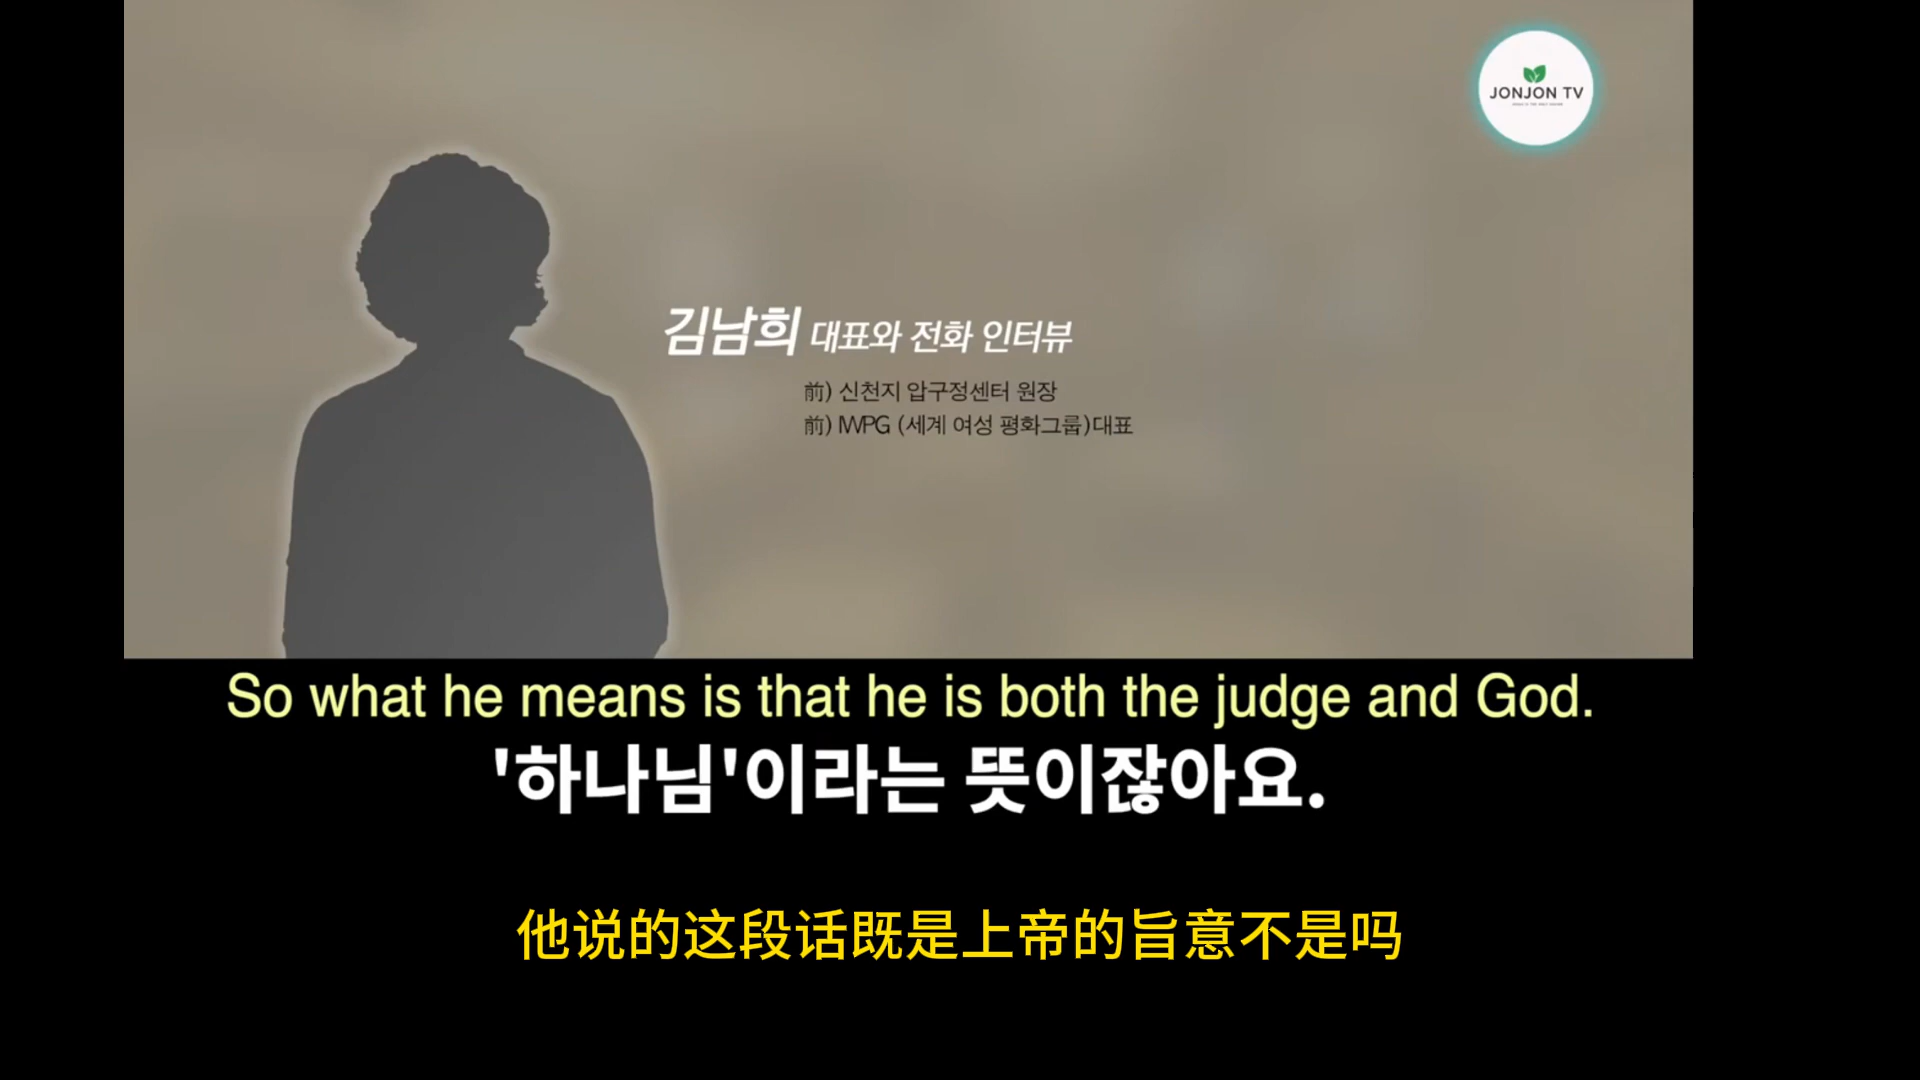 JONJON TV
김남희 대표와 전화 인터뷰
前) 신천지 압구정센터 원장
前) IWPG (세계 여성 평화그룹)대표
So what he means is that he is both the judge and God.
'하나님'이라는 뜻이잖아요.
他说的这段话既是上帝的旨意不是吗